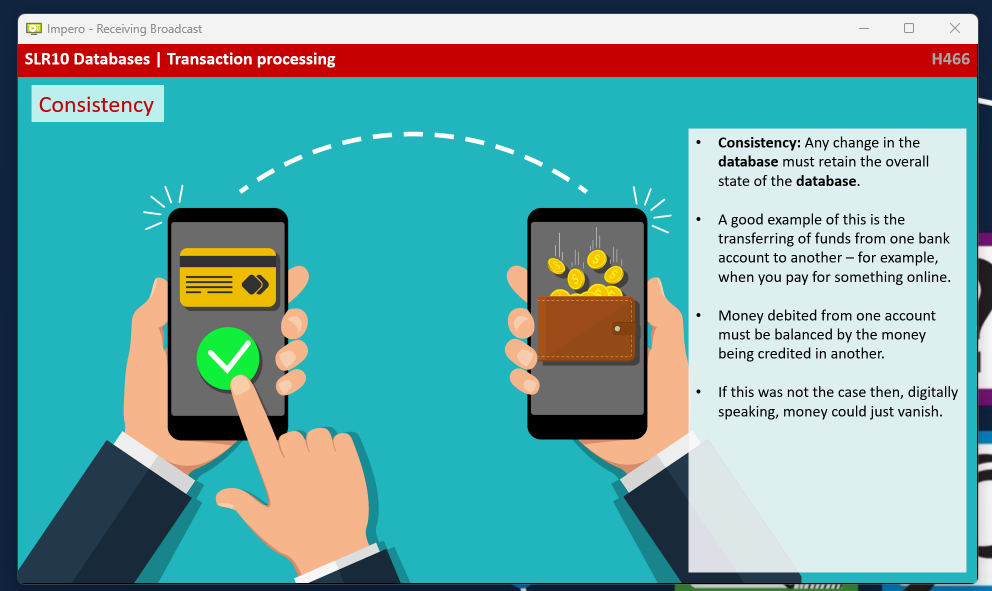 Impero - Receiving Broadcast
SLR10 Databases | Transaction processing
H466
Consistency
• Consistency: Any change in the
database must retain the overall
state of the database.
• A good example of this is the
transferring of funds from one bank
account to another – for example,
when you pay for something online.
• Money debited from one account
must be balanced by the money
being credited in another.
• If this was not the case then, digitally
speaking, money could just vanish.